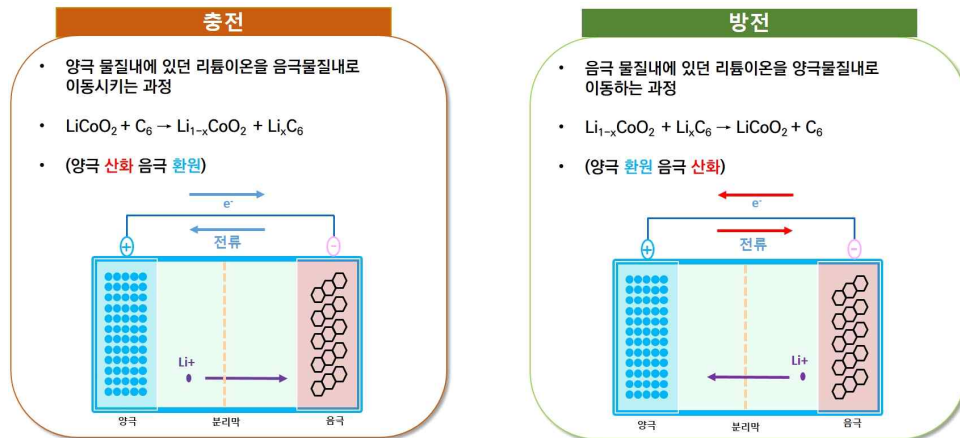 충전
• 양극 물질내에 있던 리튬이온을 음극물질내로
이동시키는 과정
• LiCoO₂ + C₆ → Li₁₋ₓCoO₂ + LiₓC₆
• (양극 산화 음극 환원)
e⁻
+
전류
-
Li+
양극
분리막
음극
방전
• 음극 물질내에 있던 리튬이온을 양극물질내로
이동하는 과정
• Li₁₋ₓCoO₂ + LiₓC₆ → LiCoO₂ + C₆
• (양극 환원 음극 산화)
e⁻
+
전류
-
Li+
양극
분리막
음극